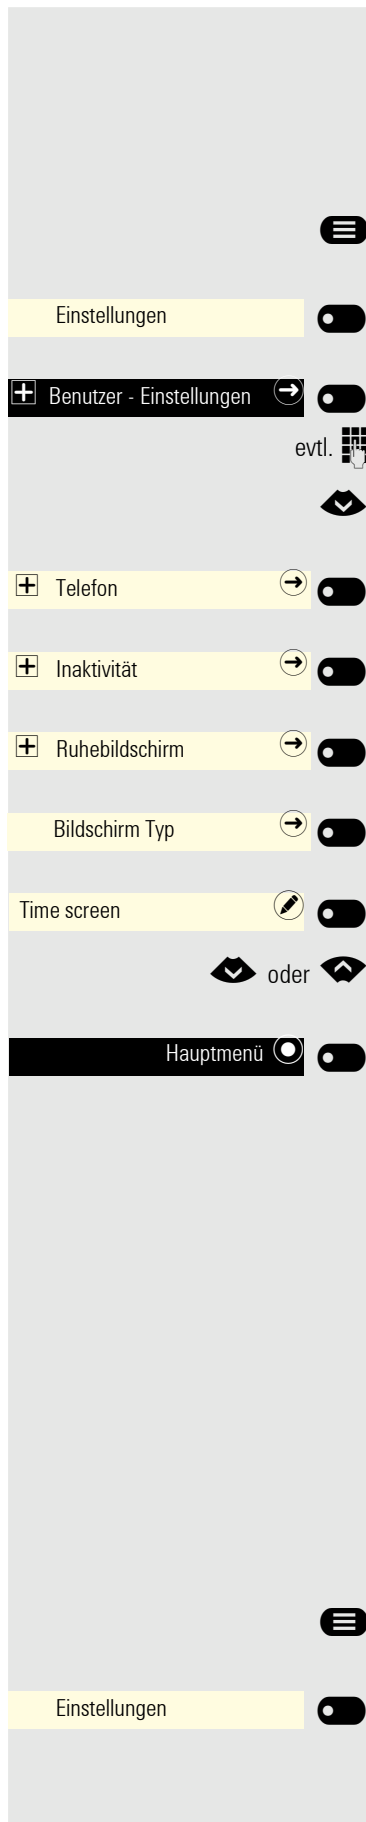 Einstellungen
Benutzer - Einstellungen
evtl.
Telefon
Inaktivität
Ruhebildschirm
Bildschirm Typ
Time screen
oder
Hauptmenü
Einstellungen